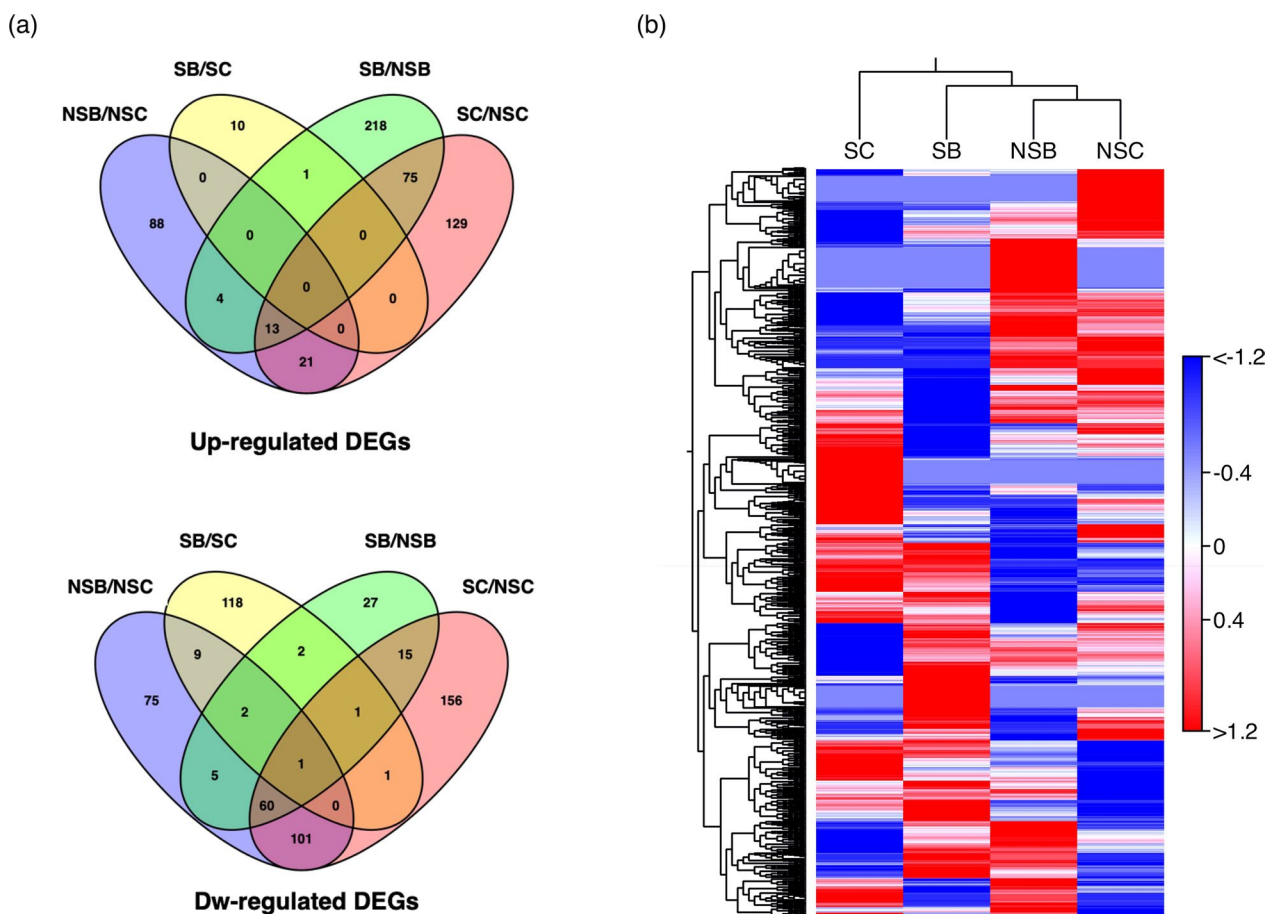 (a)
SB/SC SB/NSB
NSB/NSC SC/NSC
10 218
0 1 75
88 129
0 0
0
4 0
13 0
21
Up-regulated DEGs
SB/SC SB/NSB
NSB/NSC SC/NSC
118 27
9 2 15
75 156
2 1
1
5 1
60 0
101
Dw-regulated DEGs
(b)
SC SB NSB NSC
<-1.2
-0.4
0
0.4
>1.2